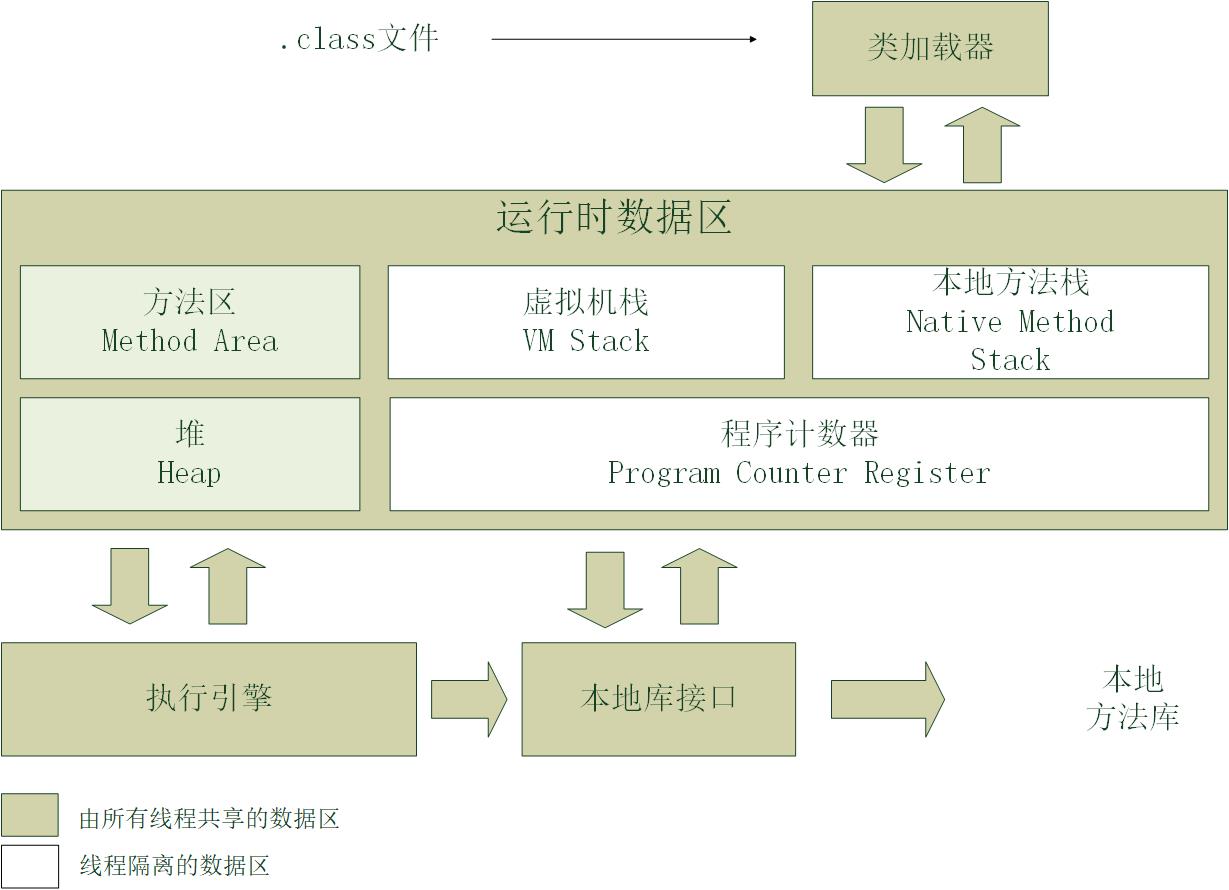 .class文件
类加载器
运行时数据区
方法区
Method Area
虚拟机栈
VM Stack
本地方法栈
Native Method
Stack
堆
Heap
程序计数器
Program Counter Register
执行引擎
本地库接口
本地
方法库
由所有线程共享的数据区
线程隔离的数据区